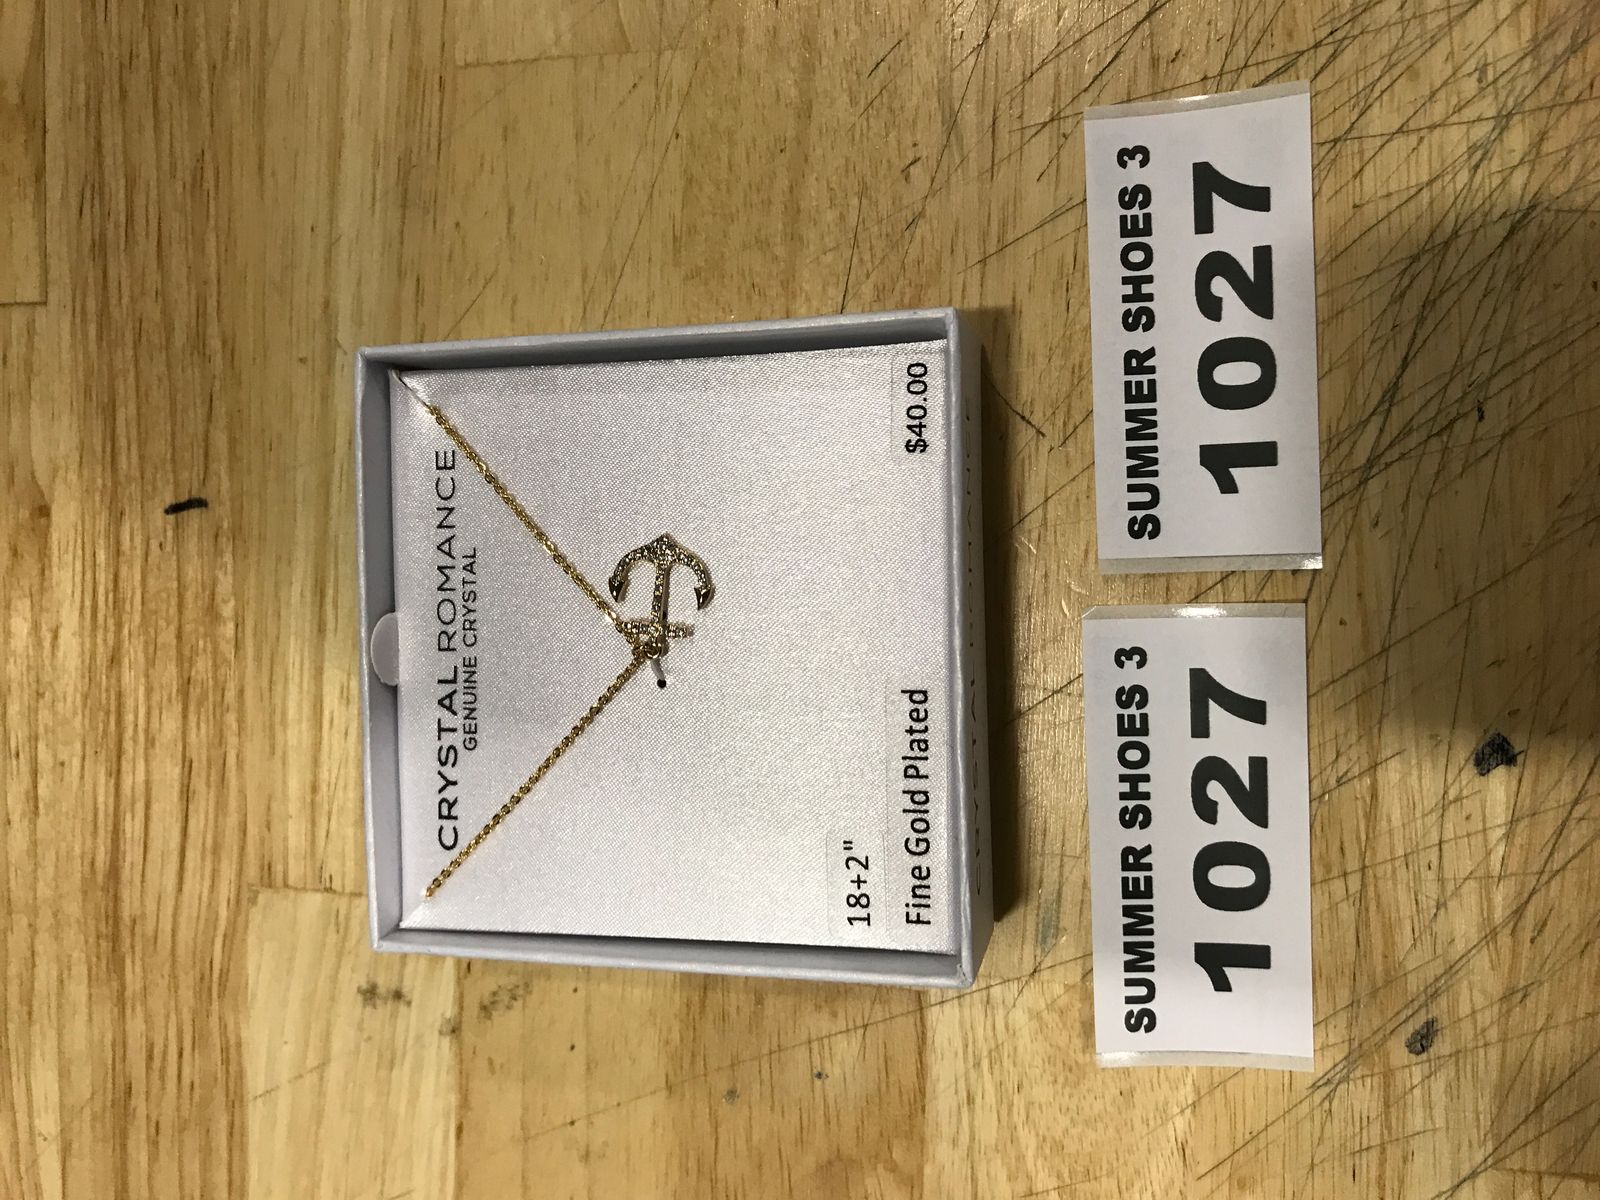 CRYSTAL ROMANCE
GENUINE CRYSTAL
18+2"
Fine Gold Plated
$40.00
SUMMER SHOES 3
1027
SUMMER SHOES 3
1027